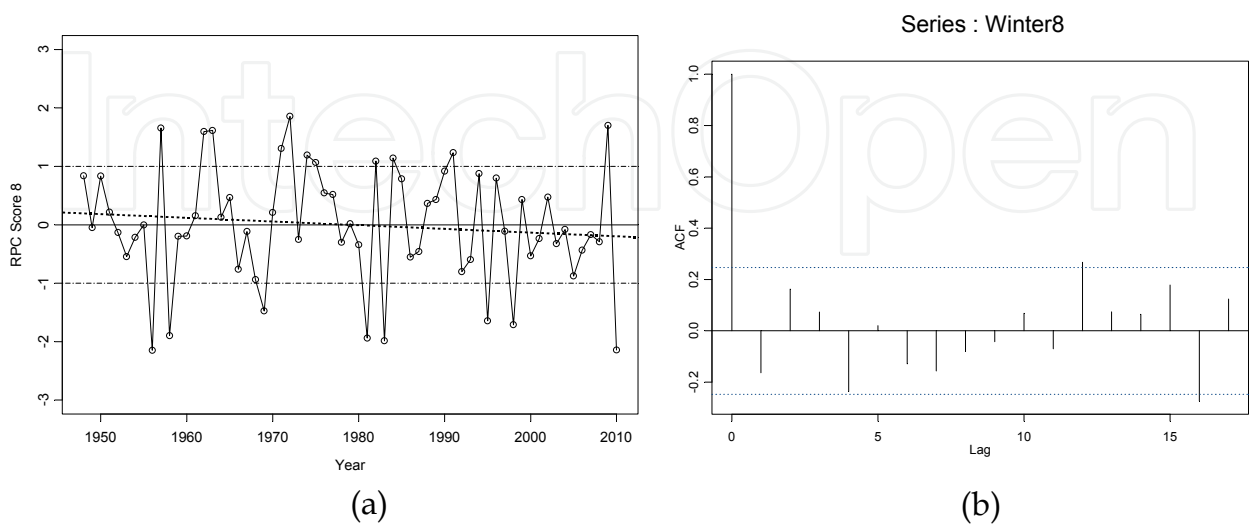 Series : Winter8
IntechOpen
RPC Score 8
3
2
1
0
-1
-2
-3
1950 1960 1970 1980 1990 2000 2010
Year
(a)
ACF
1.0
0.8
0.6
0.4
0.2
0.0
-0.2
0 5 10 15
Lag
(b)